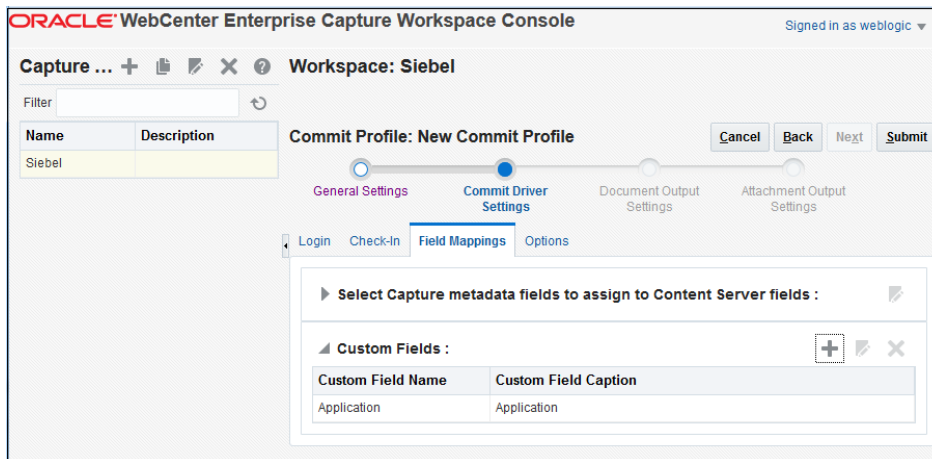 ORACLE® WebCenter Enterprise Capture Workspace Console
Signed in as weblogic
Capture ...
Workspace: Siebel
Filter
Name Description
Siebel
Commit Profile: New Commit Profile
Cancel Back Next Submit
General Settings
Commit Driver Settings
Document Output Settings
Attachment Output Settings
Login Check-In Field Mappings Options
Select Capture metadata fields to assign to Content Server fields :
Custom Fields :
Custom Field Name Custom Field Caption
Application Application